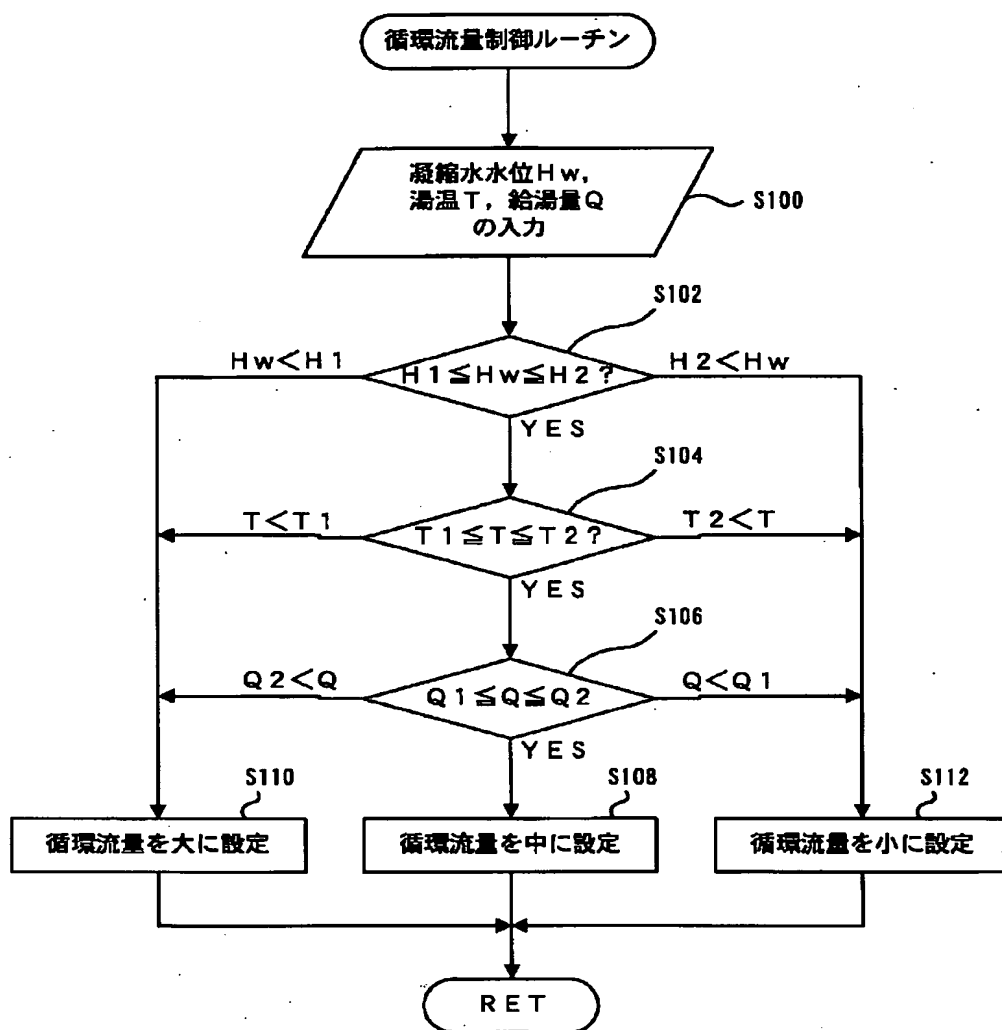 循環流量制御ルーチン
凝縮水水位Ｈｗ，
湯温Ｔ，給湯量Ｑ
の入力
S100
S102
Ｈｗ＜Ｈ１
Ｈ１≦Ｈｗ≦Ｈ２？
Ｈ２＜Ｈｗ
ＹＥＳ
S104
Ｔ＜Ｔ１
Ｔ１≦Ｔ≦Ｔ２？
Ｔ２＜Ｔ
ＹＥＳ
S106
Ｑ２＜Ｑ
Ｑ１≦Ｑ≦Ｑ２
Ｑ＜Ｑ１
ＹＥＳ
S110
S108
S112
循環流量を大に設定
循環流量を中に設定
循環流量を小に設定
ＲＥＴ